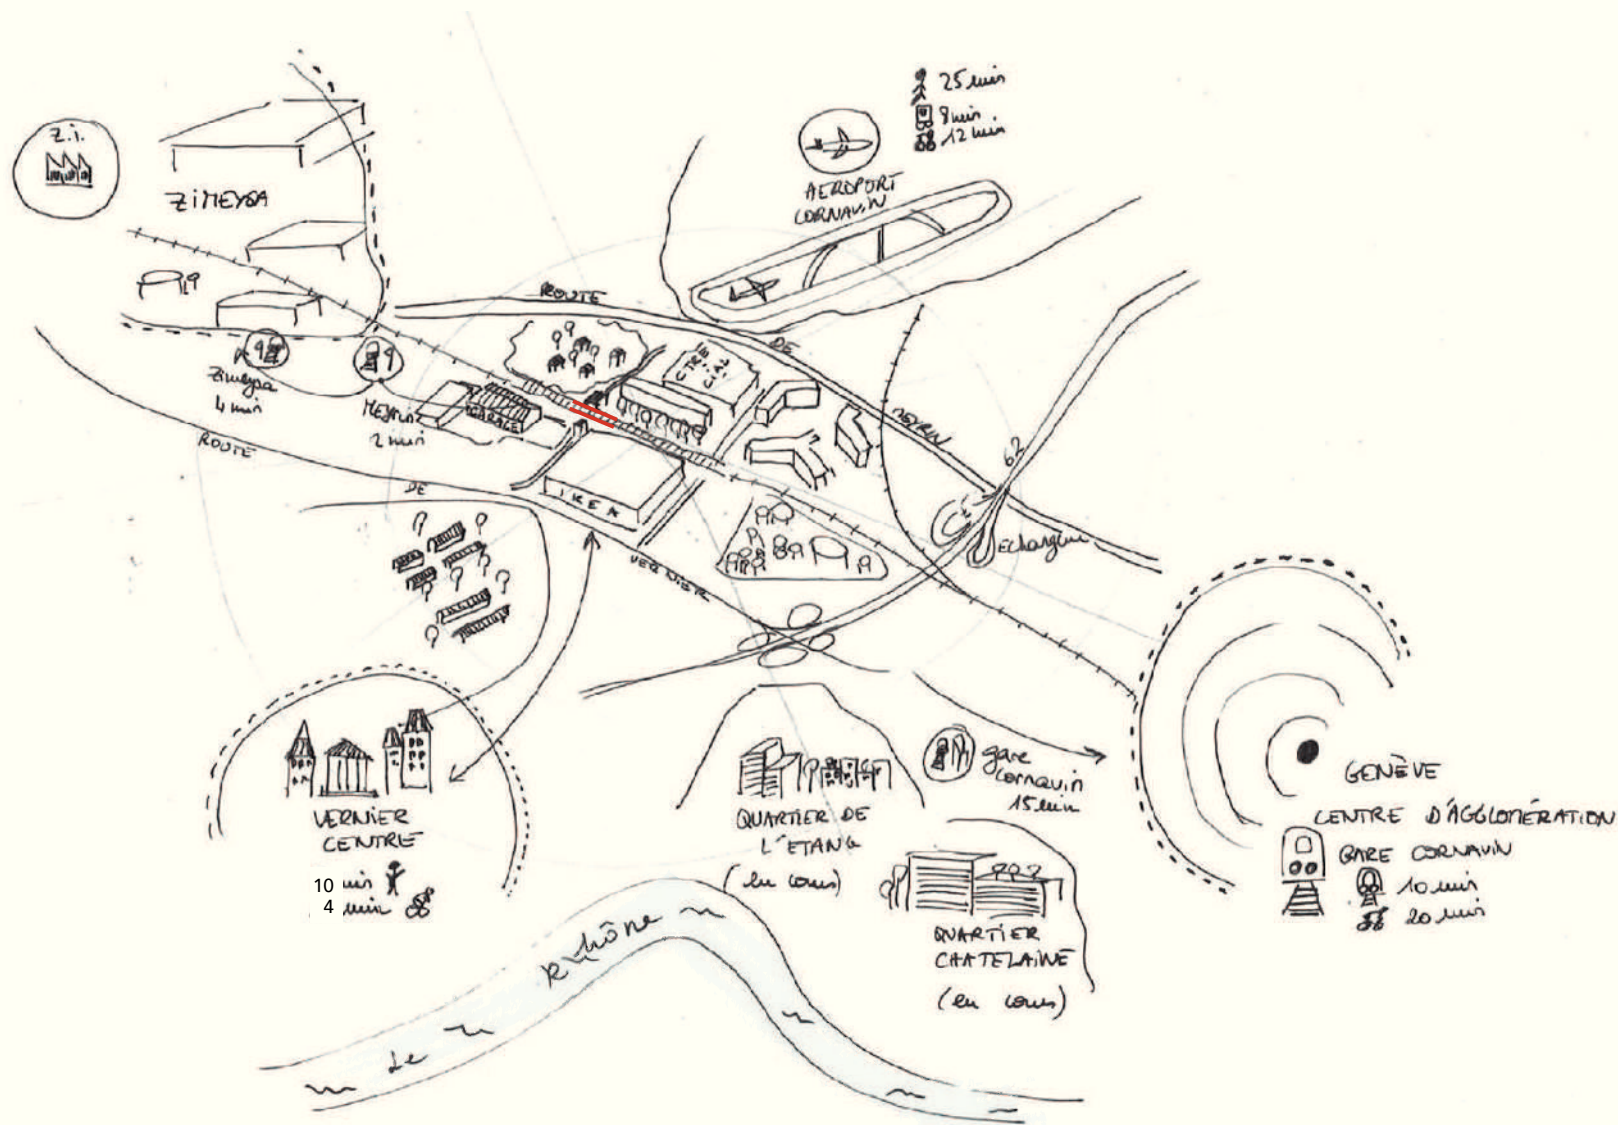 25 min
8 min
12 min
AEROPORT
CORNAVIN
Z.i.
ZIMEYSA
ROUTE
DE
MEYRIN
Zimeysa
4 min
MEYRIN
2 min
GARAGE
CTRE
CIAL
IKEA
ROUTE
DE
VERNIER
62
Echangeur
VERNIER
CENTRE
10 min
4 min
QUARTIER DE
L'ETANG
(en cours)
gare
Cornavin
15 min
QUARTIER
CHATELAINE
(en cours)
GENÈVE
CENTRE D'AGGLOMÉRATION
GARE CORNAVIN
10 min
20 min
Le Rhône